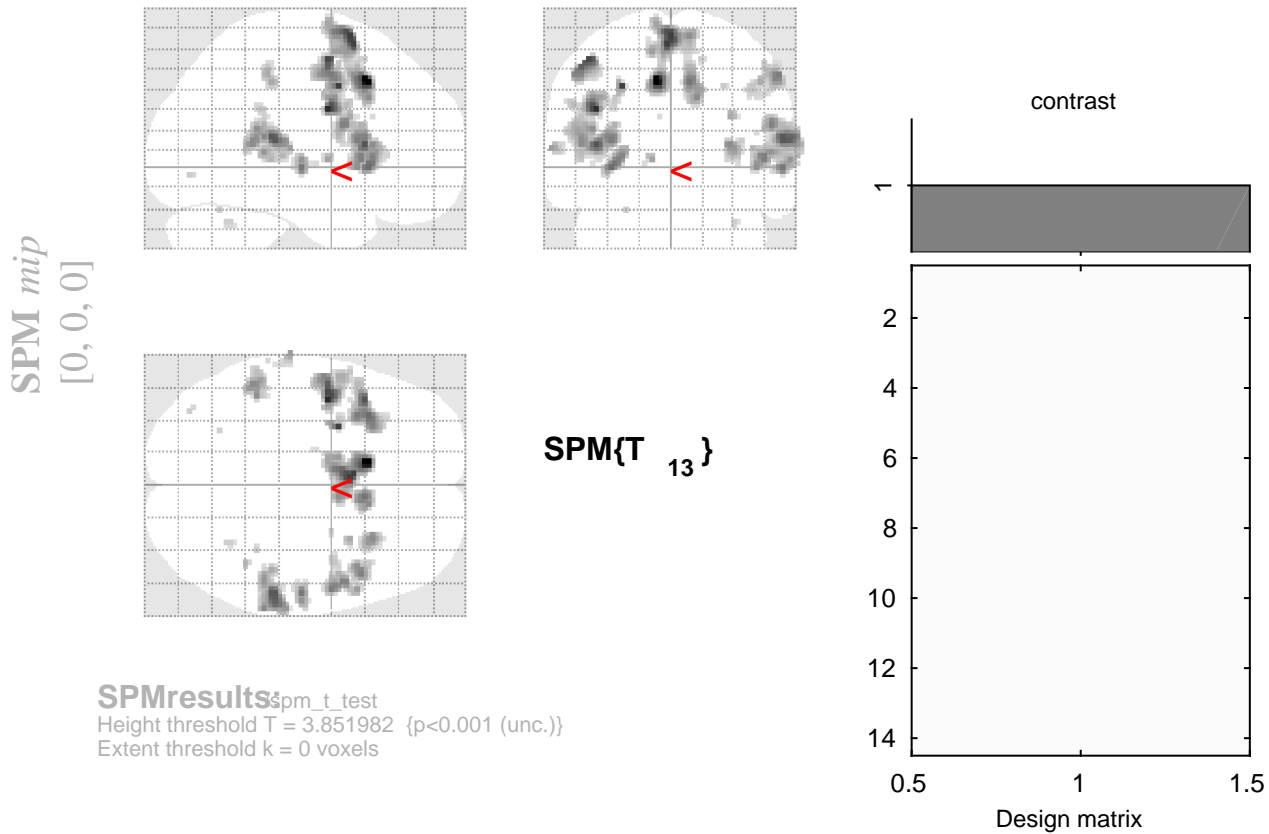 SPM mip
[0, 0, 0]
<
<
<
SPM{T 13}
SPMresults: ./spm_t_test
Height threshold T = 3.851982 {p<0.001 (unc.)}
Extent threshold k = 0 voxels
contrast
1
2
4
6
8
10
12
14
0.5 1 1.5
Design matrix